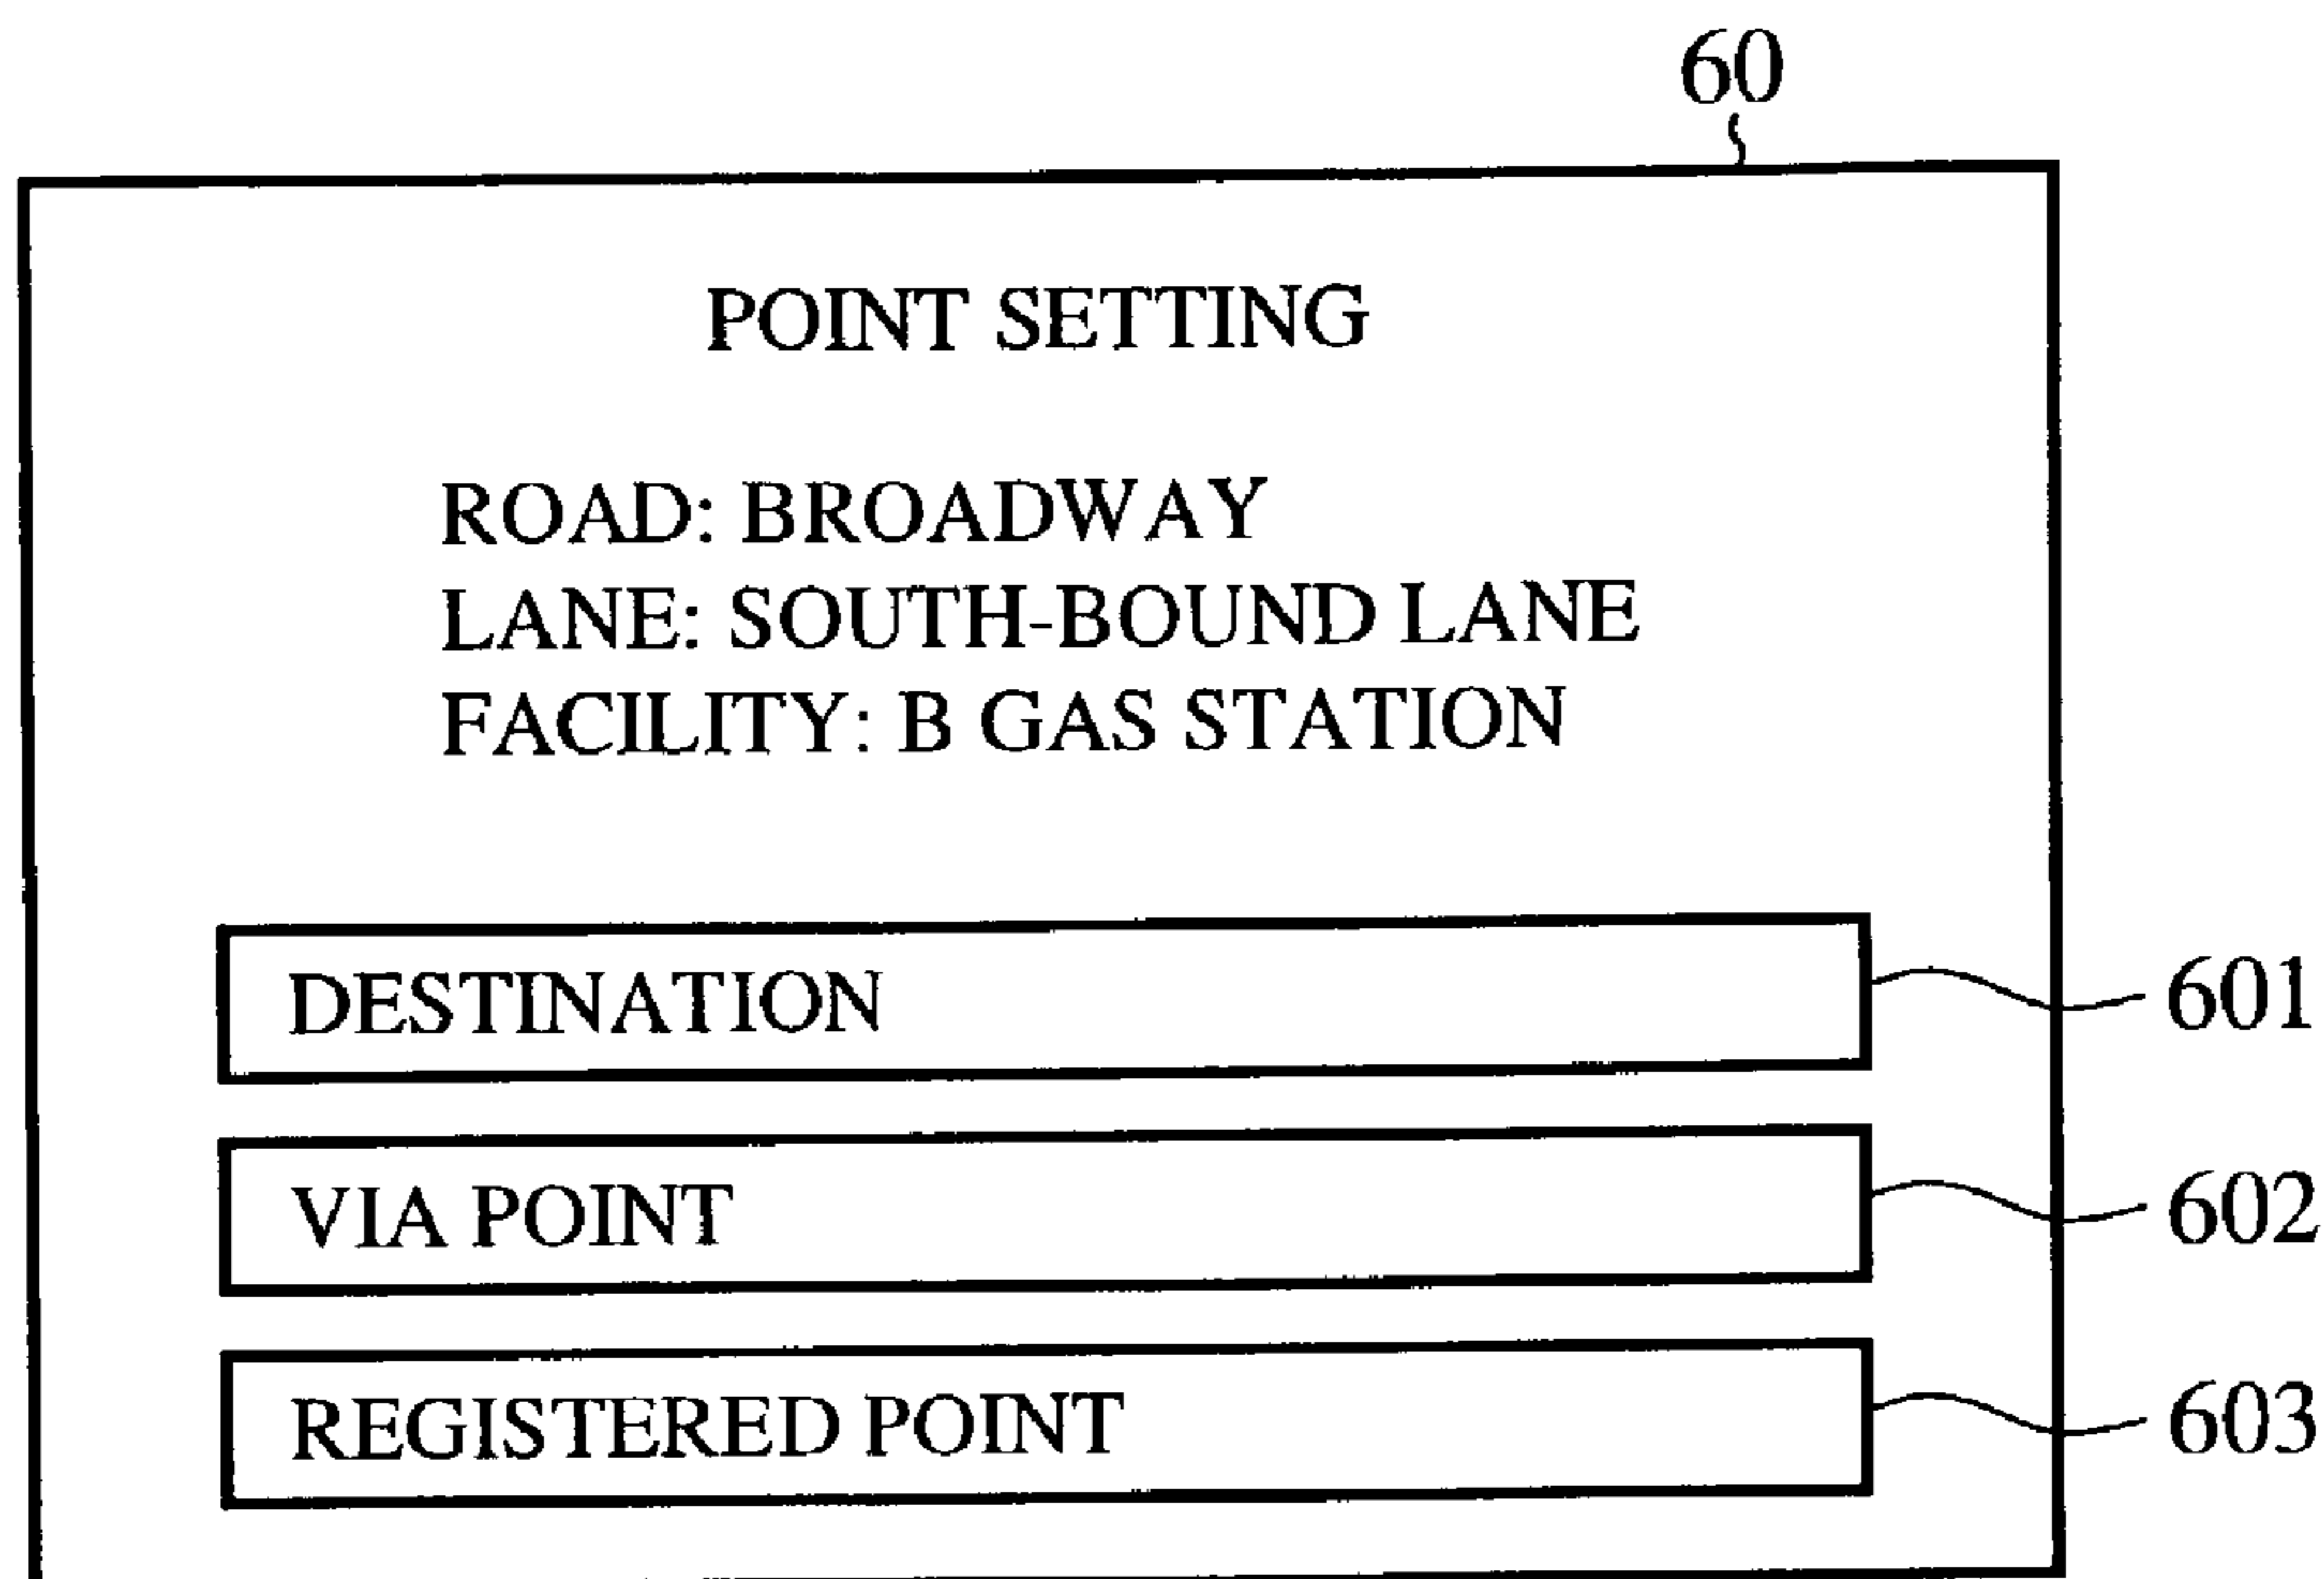 60
POINT SETTING
ROAD: BROADWAY
LANE: SOUTH-BOUND LANE
FACILITY: B GAS STATION
DESTINATION
601
VIA POINT
602
REGISTERED POINT
603